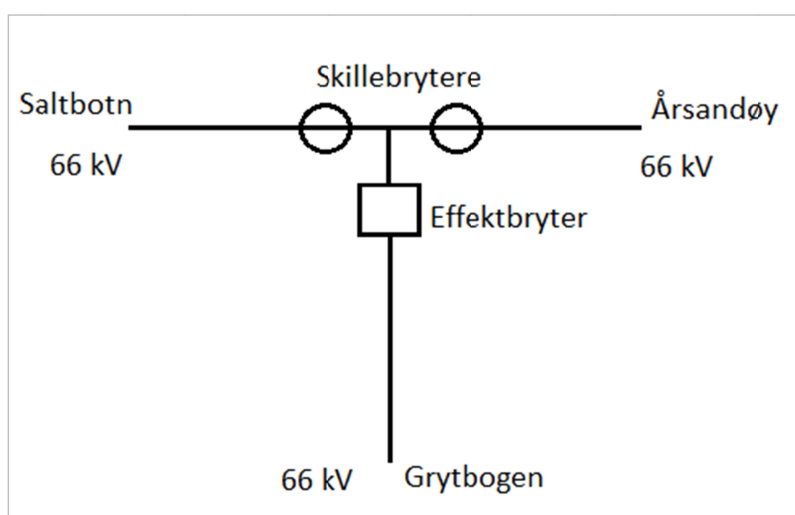 Skillebrytere
Saltbotn
Årsandøy
66 kV
66 kV
Effektbryter
66 kV
Grytbogen